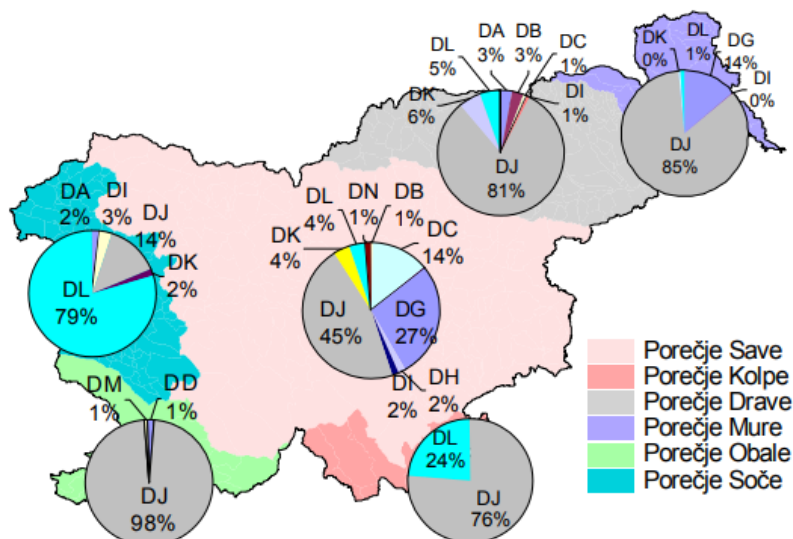 DA
3%
DB
3%
DC
1%
DL
5%
DK
6%
DI
1%
DJ
81%
DK
0%
DL
1%
DG
14%
DI
0%
DJ
85%
DA
2%
DI
3%
DJ
14%
DK
2%
DL
79%
DL
4%
DN
1%
DB
1%
DK
4%
DC
14%
DJ
45%
DG
27%
DI
2%
DH
2%
DM
1%
DD
1%
DJ
98%
DL
24%
DJ
76%
Porečje Save
Porečje Kolpe
Porečje Drave
Porečje Mure
Porečje Obale
Porečje Soče